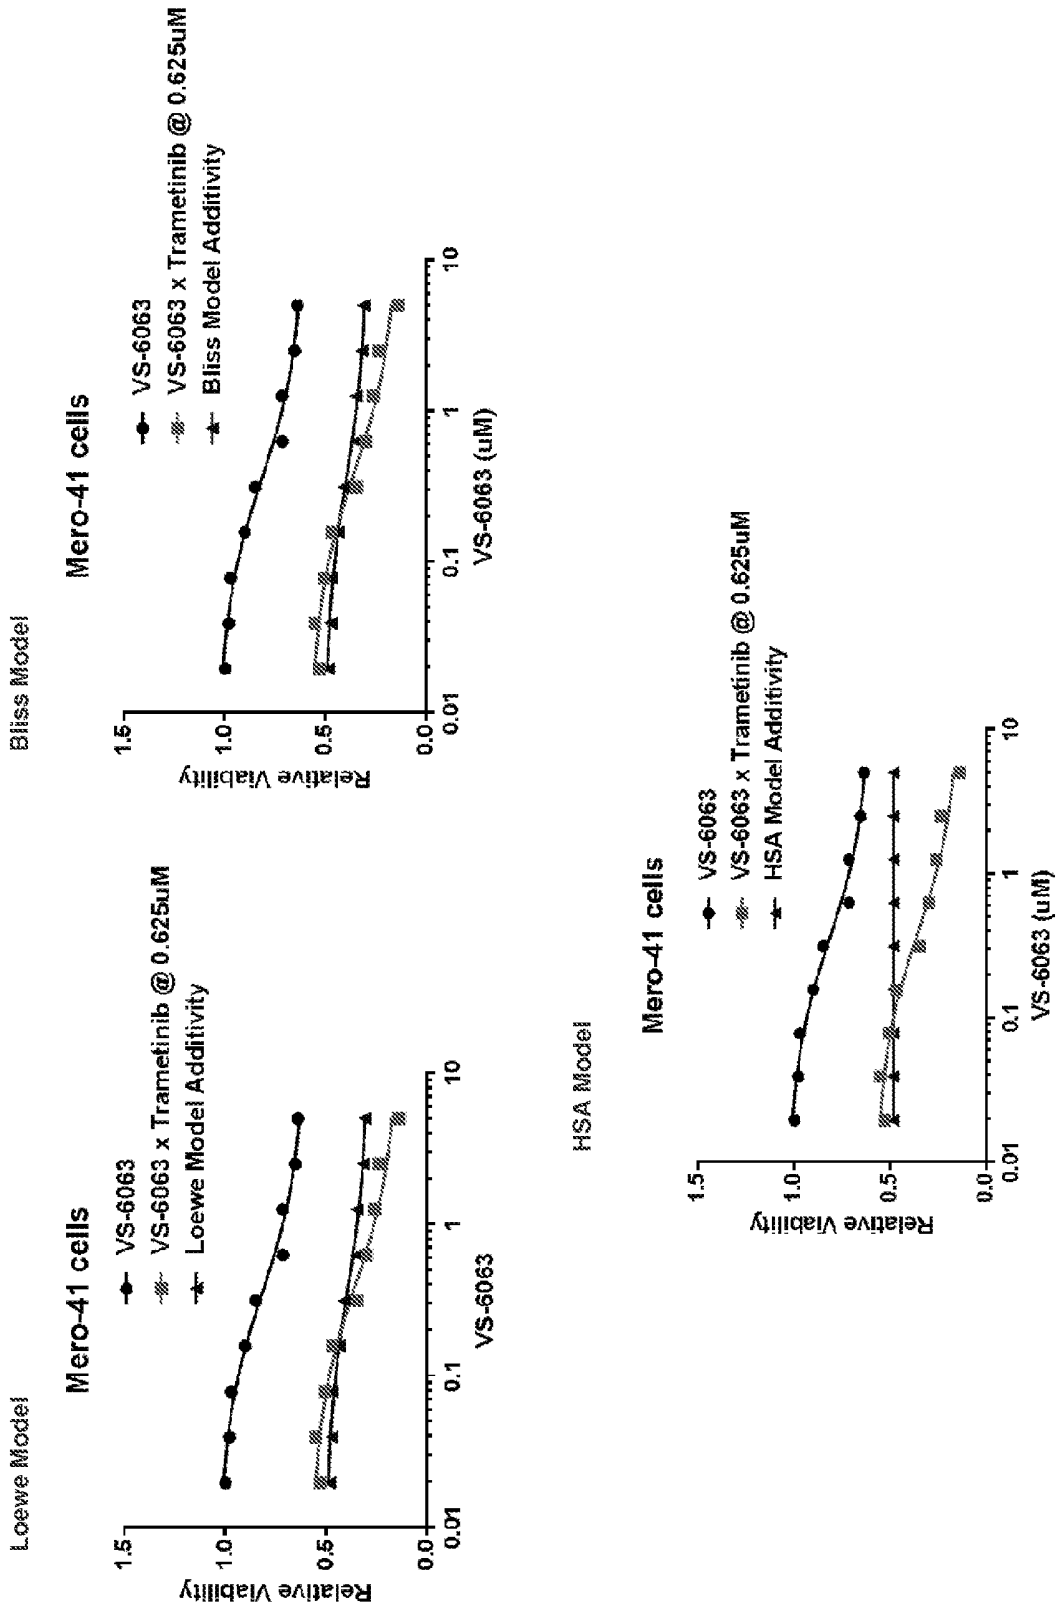 Loewe Model
Mero-41 cells
VS-6063
VS-6063 x Trametinib @ 0.625uM
Loewe Model Additivity
Relative Viability
1.5
1.0
0.5
0.0
0.01
0.1
1
10
VS-6063
Bliss Model
Mero-41 cells
VS-6063
VS-6063 x Trametinib @ 0.625uM
Bliss Model Additivity
Relative Viability
1.5
1.0
0.5
0.0
0.01
0.1
1
10
VS-6063 (uM)
HSA Model
Mero-41 cells
VS-6063
VS-6063 x Trametinib @ 0.625uM
HSA Model Additivity
Relative Viability
1.5
1.0
0.5
0.0
0.01
0.1
1
10
VS-6063 (uM)